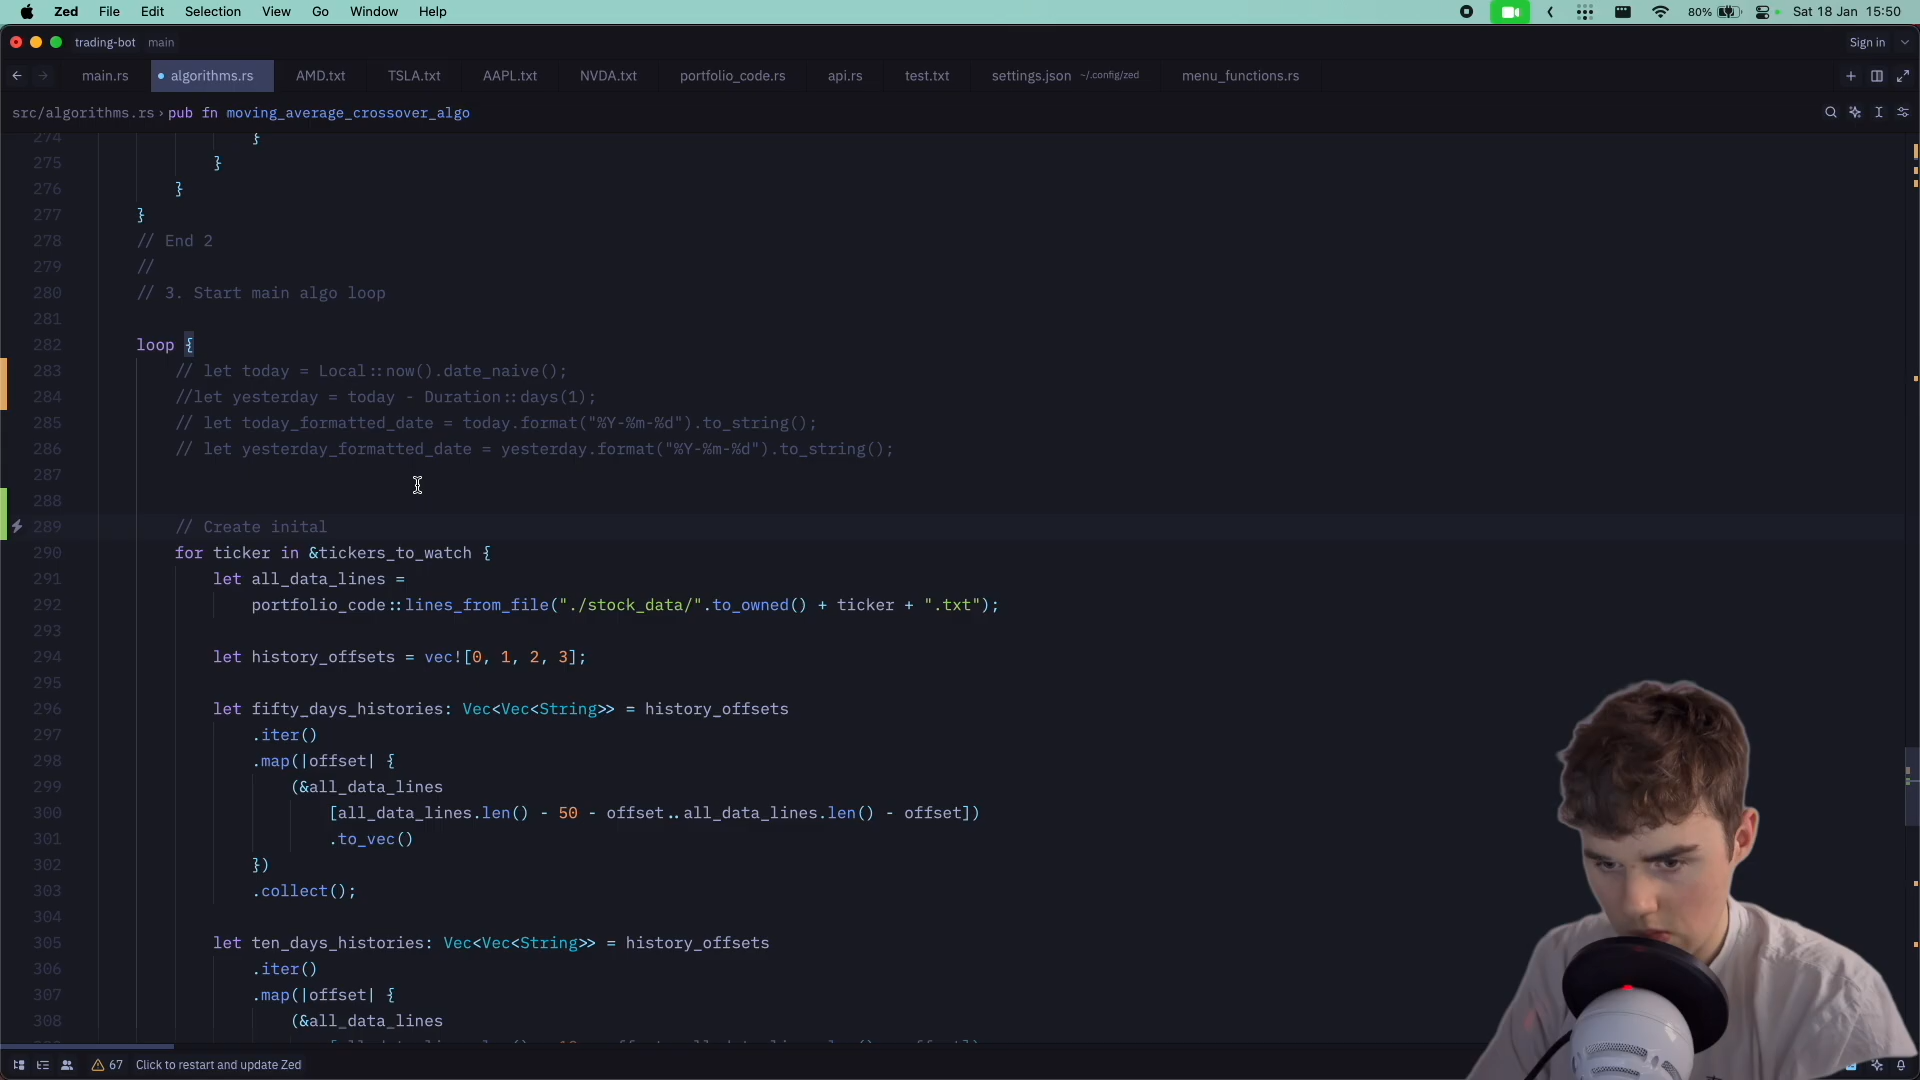 Zed File Edit Selection View Go Window Help 80% Sat 18 Jan 15:50
trading-bot main Sign in
main.rs algorithms.rs AMD.txt TSLA.txt AAPL.txt NVDA.txt portfolio_code.rs api.rs test.txt settings.json ~/.config/zed menu_functions.rs
src/algorithms.rs › pub fn moving_average_crossover_algo
274 }
275 }
276 }
277 }
278 // End 2
279 //
280 // 3. Start main algo loop
281
282 loop {
283 // let today = Local::now().date_naive();
284 //let yesterday = today - Duration::days(1);
285 // let today_formatted_date = today.format("%Y-%m-%d").to_string();
286 // let yesterday_formatted_date = yesterday.format("%Y-%m-%d").to_string();
287
288
289 // Create inital
290 for ticker in &tickers_to_watch {
291 let all_data_lines =
292 portfolio_code::lines_from_file("./stock_data/".to_owned() + ticker + ".txt");
293
294 let history_offsets = vec![0, 1, 2, 3];
295
296 let fifty_days_histories: Vec<Vec<String>> = history_offsets
297 .iter()
298 .map(|offset| {
299 (&all_data_lines
300 [all_data_lines.len() - 50 - offset..all_data_lines.len() - offset])
301 .to_vec()
302 })
303 .collect();
304
305 let ten_days_histories: Vec<Vec<String>> = history_offsets
306 .iter()
307 .map(|offset| {
308 (&all_data_lines
67 Click to restart and update Zed